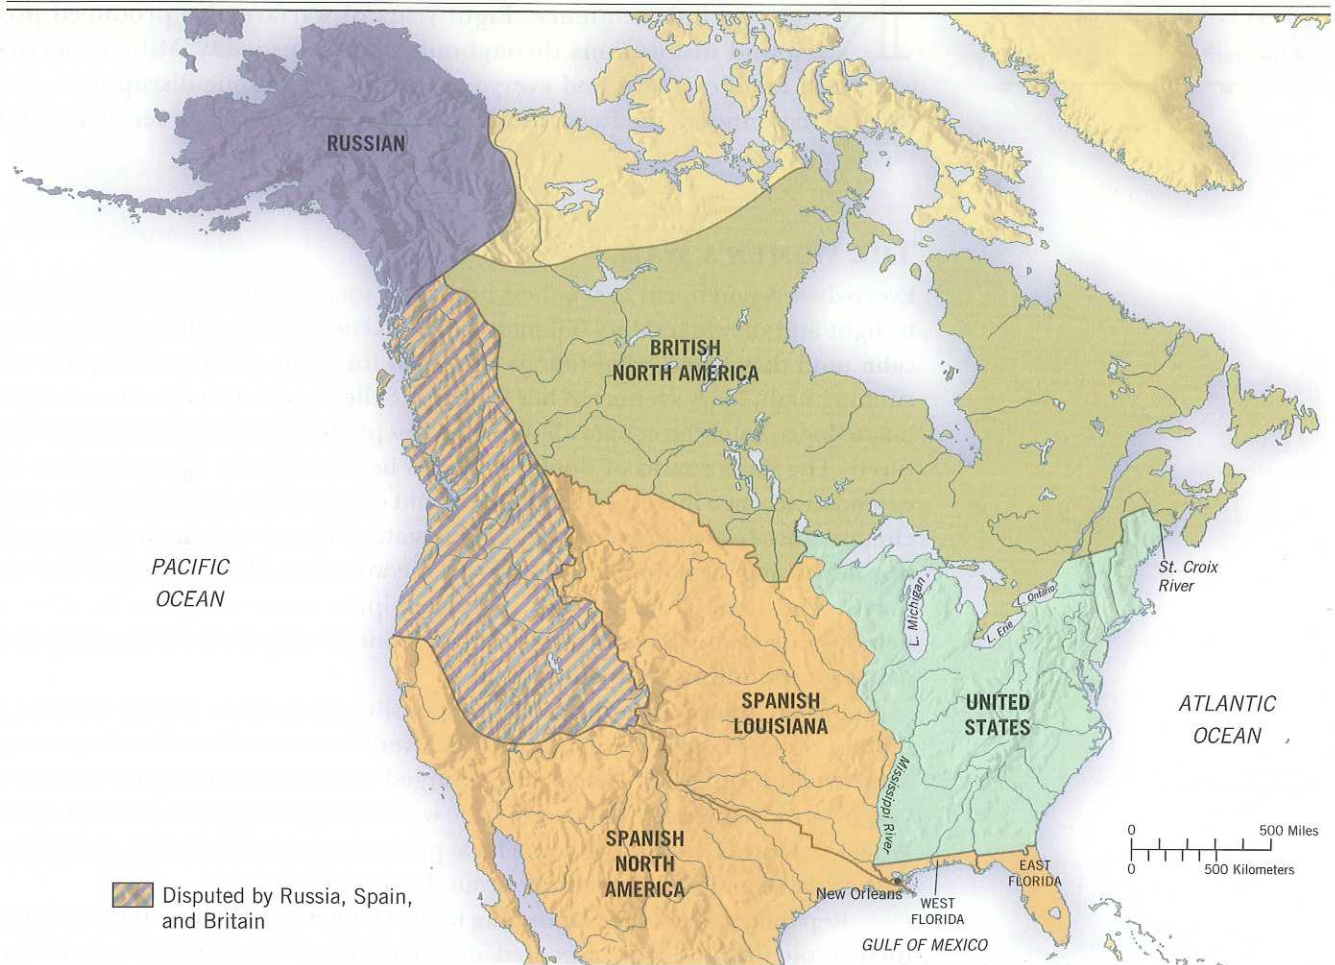 RUSSIAN
BRITISH
NORTH AMERICA
PACIFIC
OCEAN
St. Croix
River
L. Michigan
L. Ontario
L. Erie
SPANISH
LOUISIANA
UNITED
STATES
ATLANTIC
OCEAN
Mississippi River
0 500 Miles
0 500 Kilometers
SPANISH
NORTH
AMERICA
EAST
FLORIDA
New Orleans
WEST
FLORIDA
GULF OF MEXICO
Disputed by Russia, Spain,
and Britain